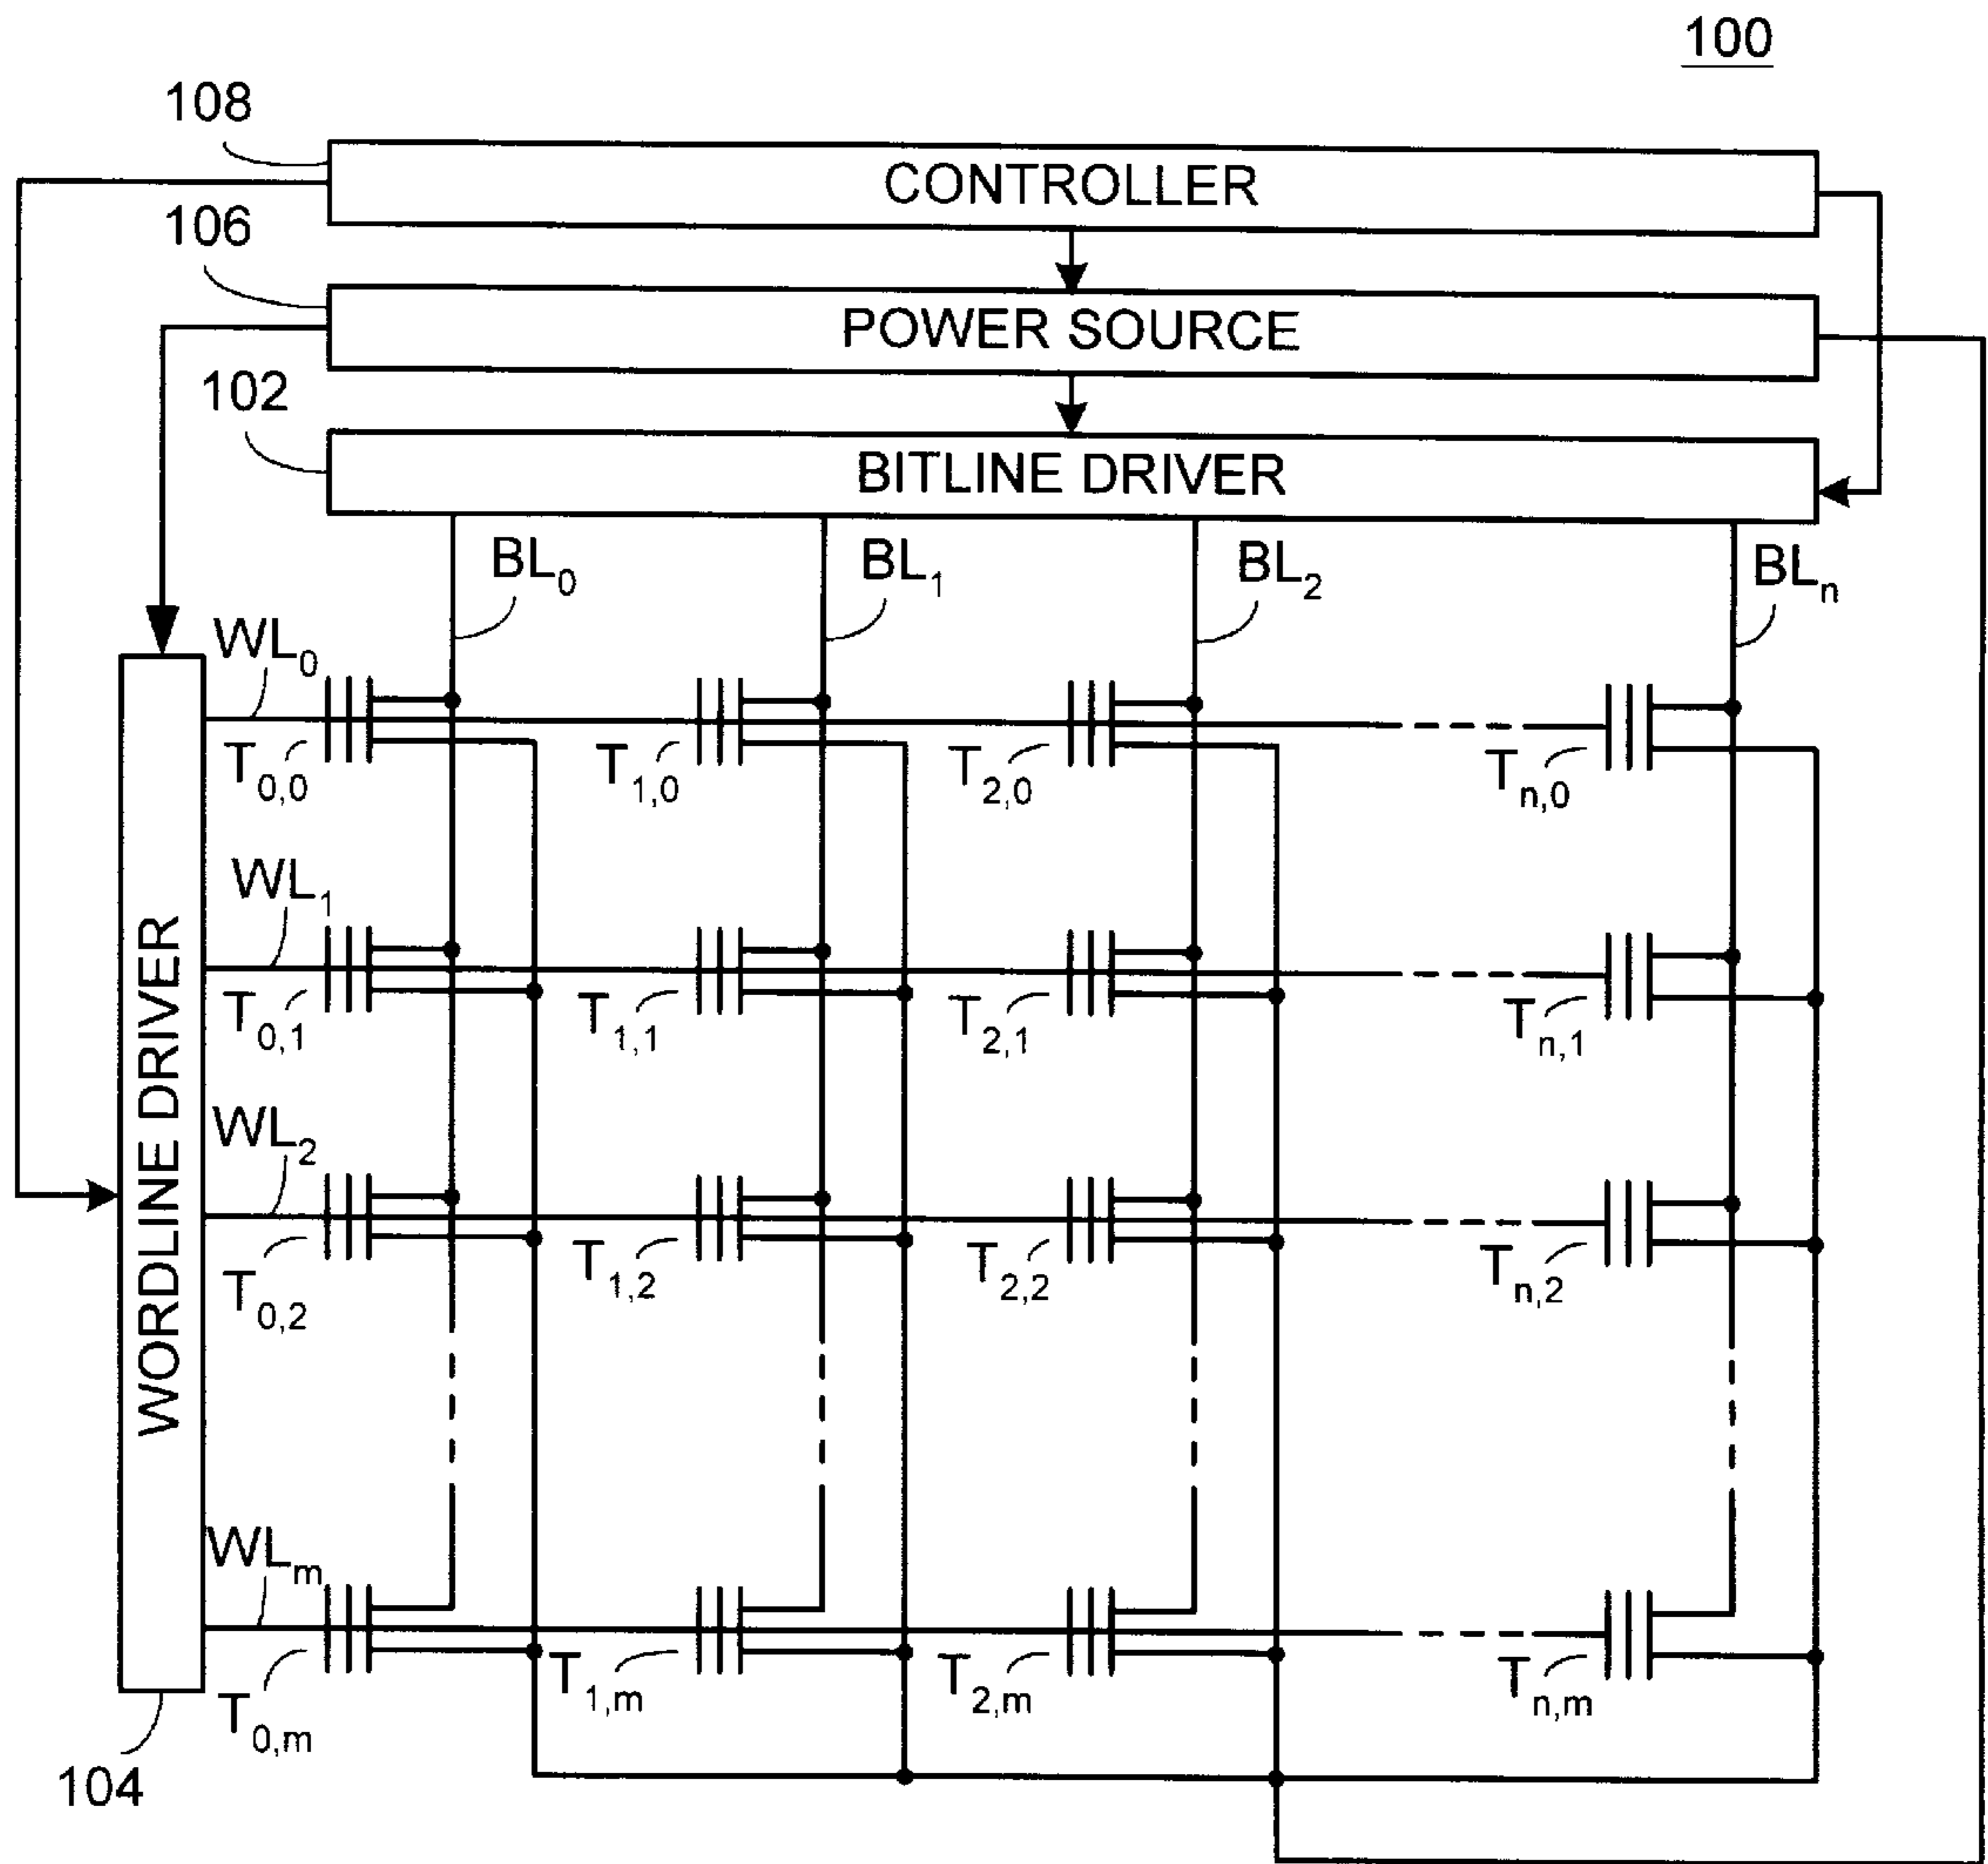 100
108
CONTROLLER
106
POWER SOURCE
102
BITLINE DRIVER
BL₀ BL₁ BL₂ BLₙ
WL₀
T₀,₀ T₁,₀ T₂,₀ Tₙ,₀
WL₁
T₀,₁ T₁,₁ T₂,₁ Tₙ,₁
WORDLINE DRIVER
WL₂
T₀,₂ T₁,₂ T₂,₂ Tₙ,₂
WLₘ
T₀,ₘ T₁,ₘ T₂,ₘ Tₙ,ₘ
104